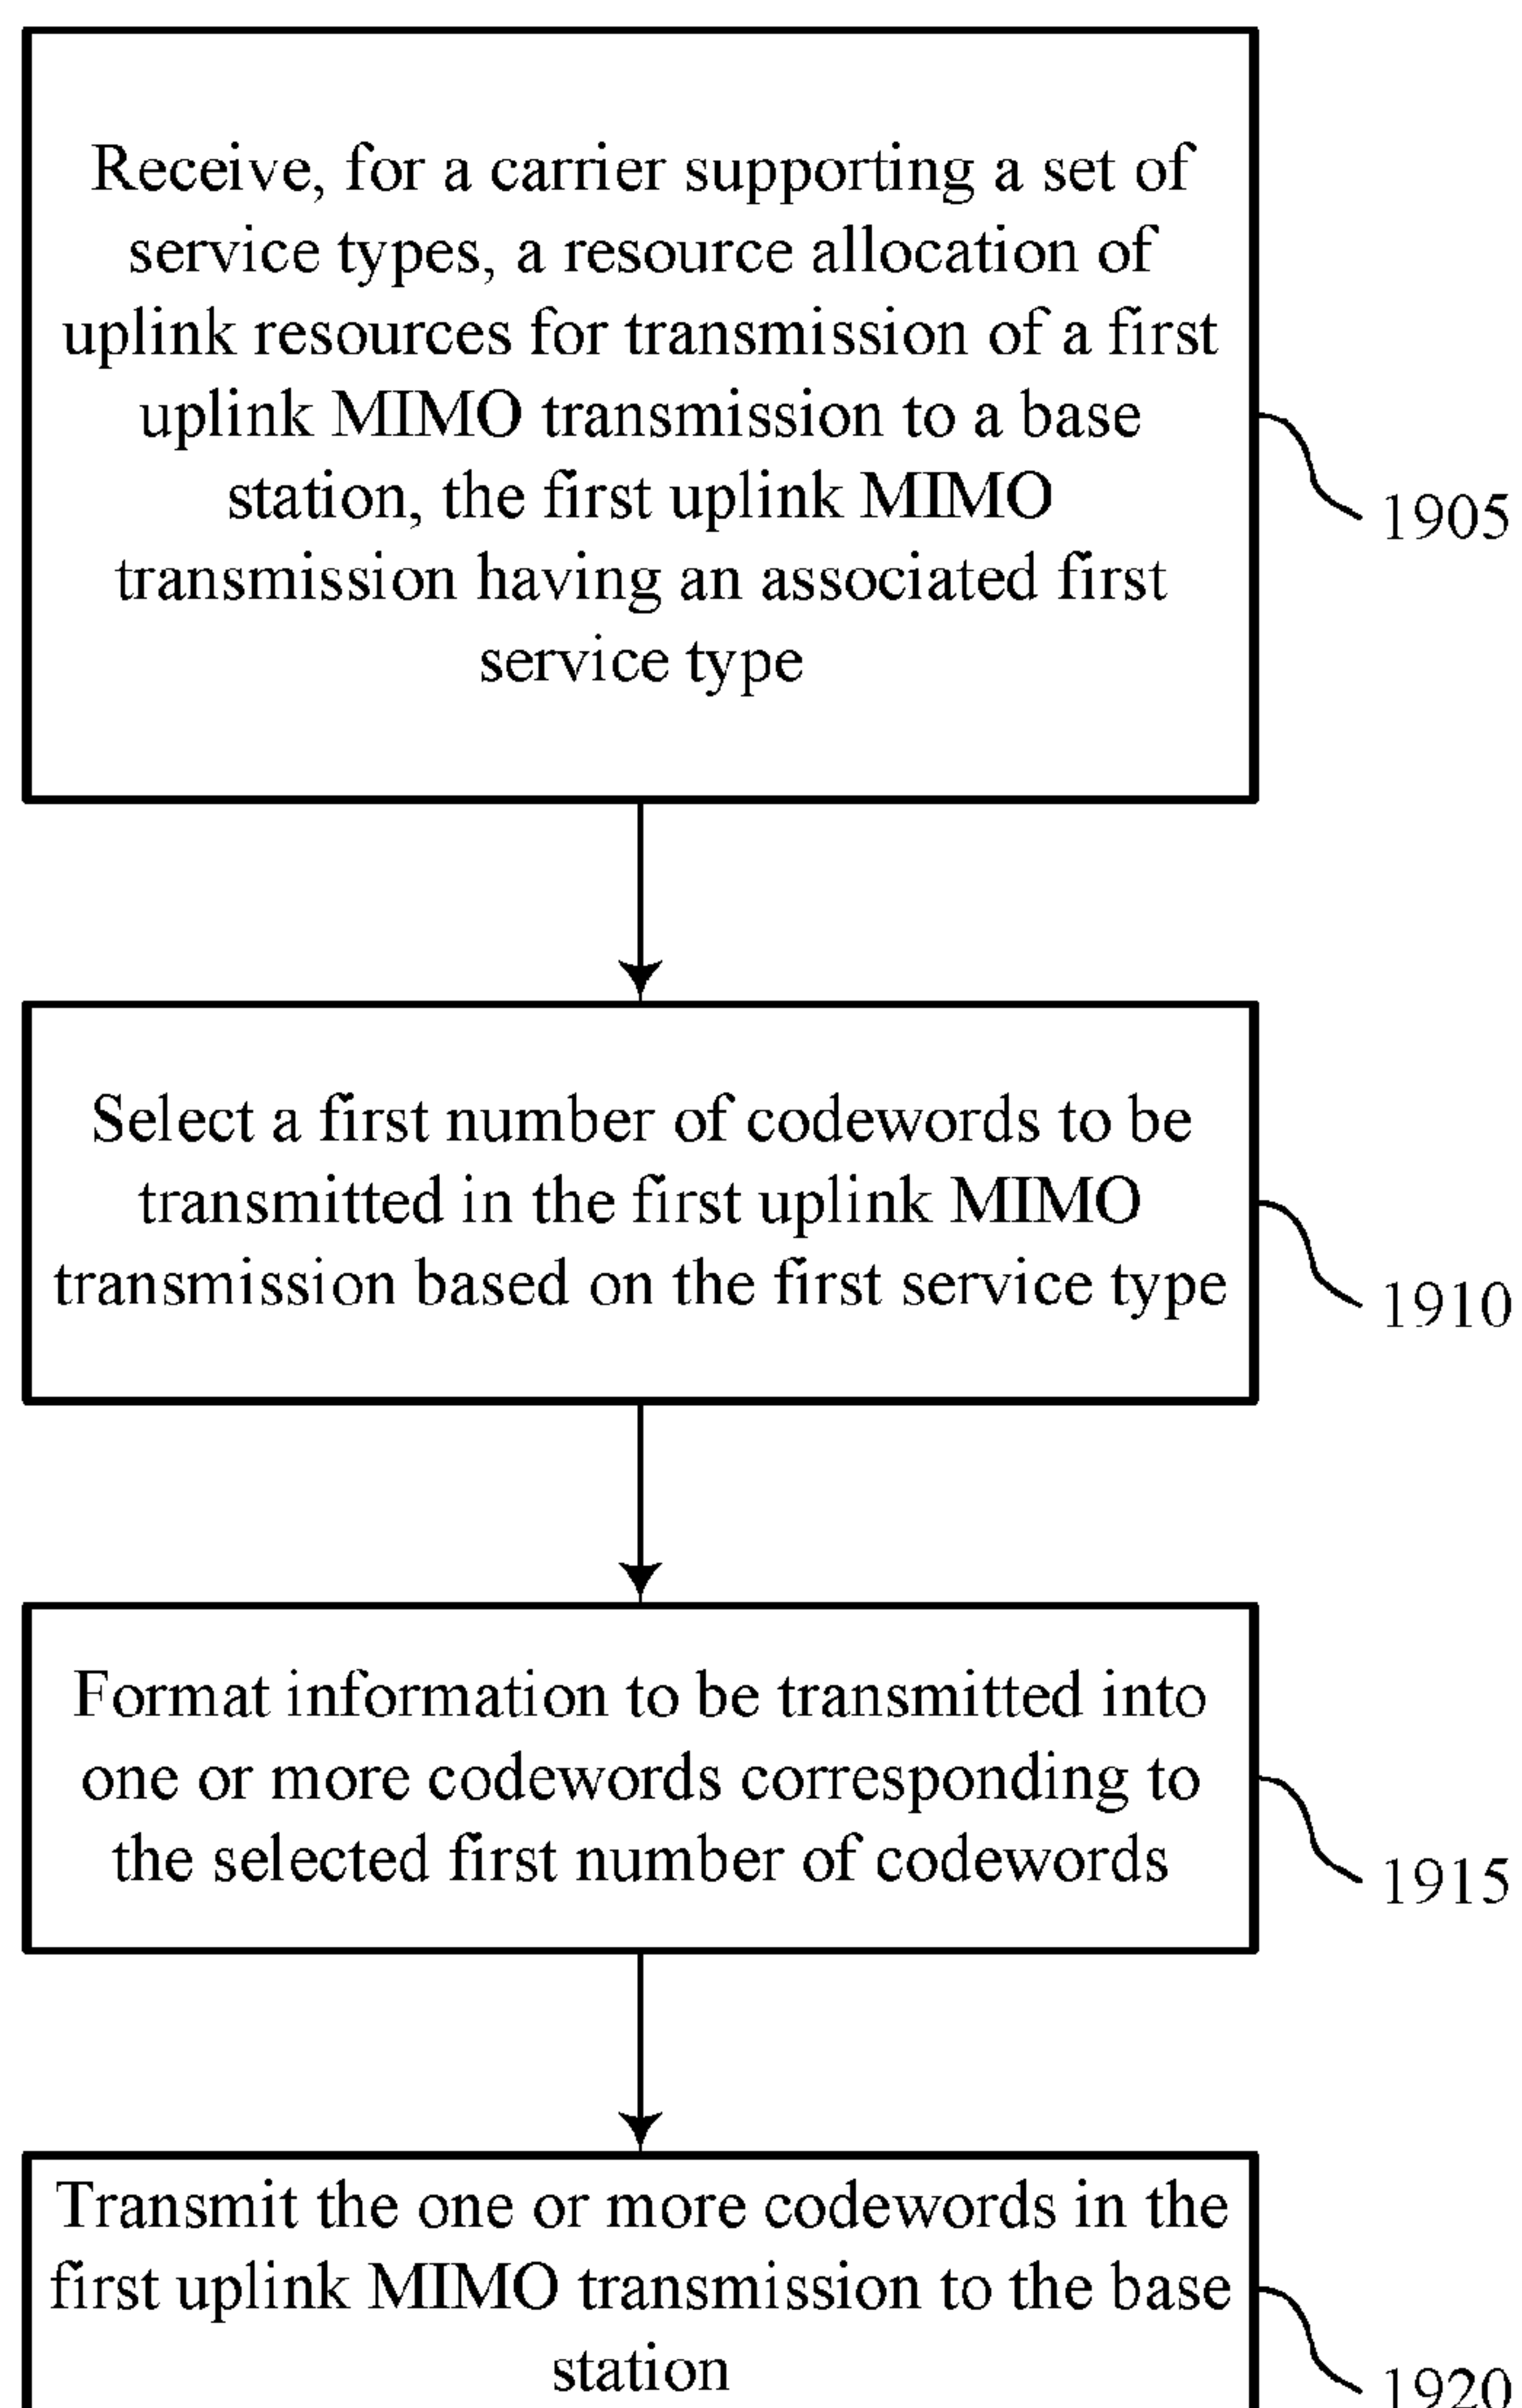 Receive, for a carrier supporting a set of
service types, a resource allocation of
uplink resources for transmission of a first
uplink MIMO transmission to a base
station, the first uplink MIMO
transmission having an associated first
service type
1905
Select a first number of codewords to be
transmitted in the first uplink MIMO
transmission based on the first service type
1910
Format information to be transmitted into
one or more codewords corresponding to
the selected first number of codewords
1915
Transmit the one or more codewords in the
first uplink MIMO transmission to the base
station
1920